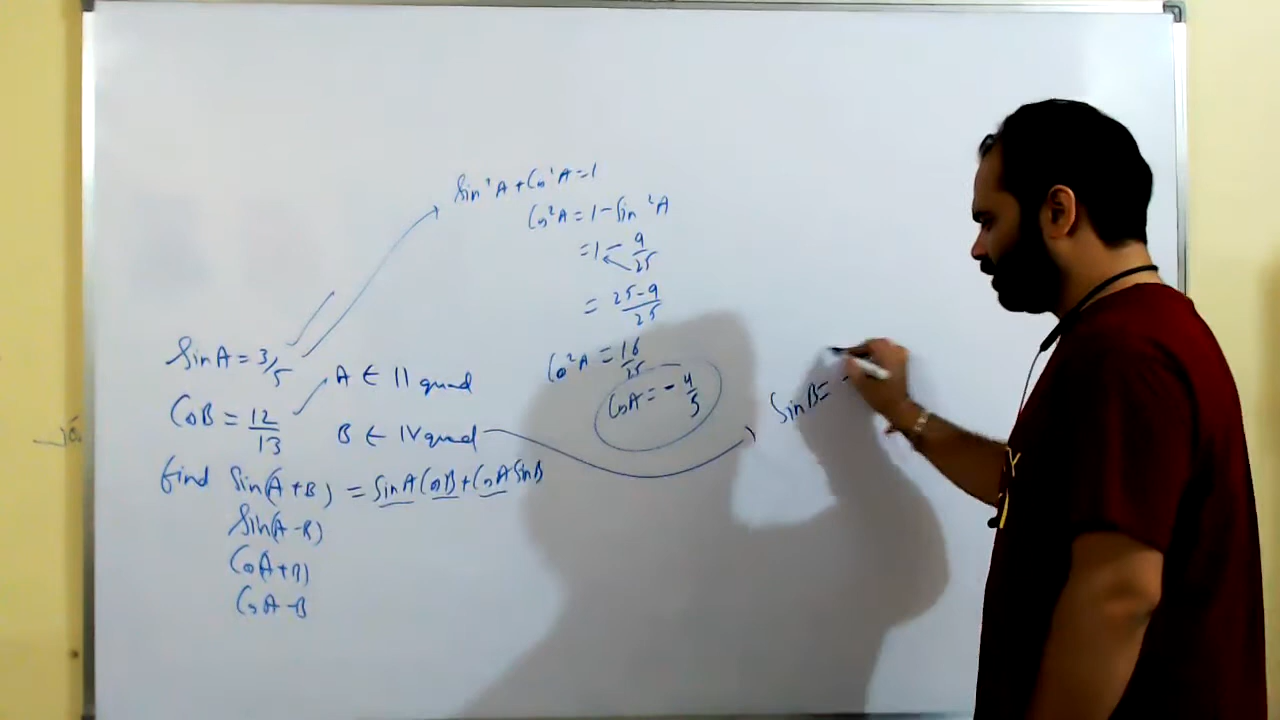 Sin²A + Cos²A = 1
Cos²A = 1 - Sin²A
= 1 - 9/25
= 25-9/25
Cos²A = 16/25
CosA = - 4/5
SinA = 3/5
A ∈ II quad
CosB = 12/13
B ∈ IV quad
find Sin(A+B) = SinA CosB + CosA SinB
Sin(A-B)
Cos(A+B)
CosA-B
SinB = -